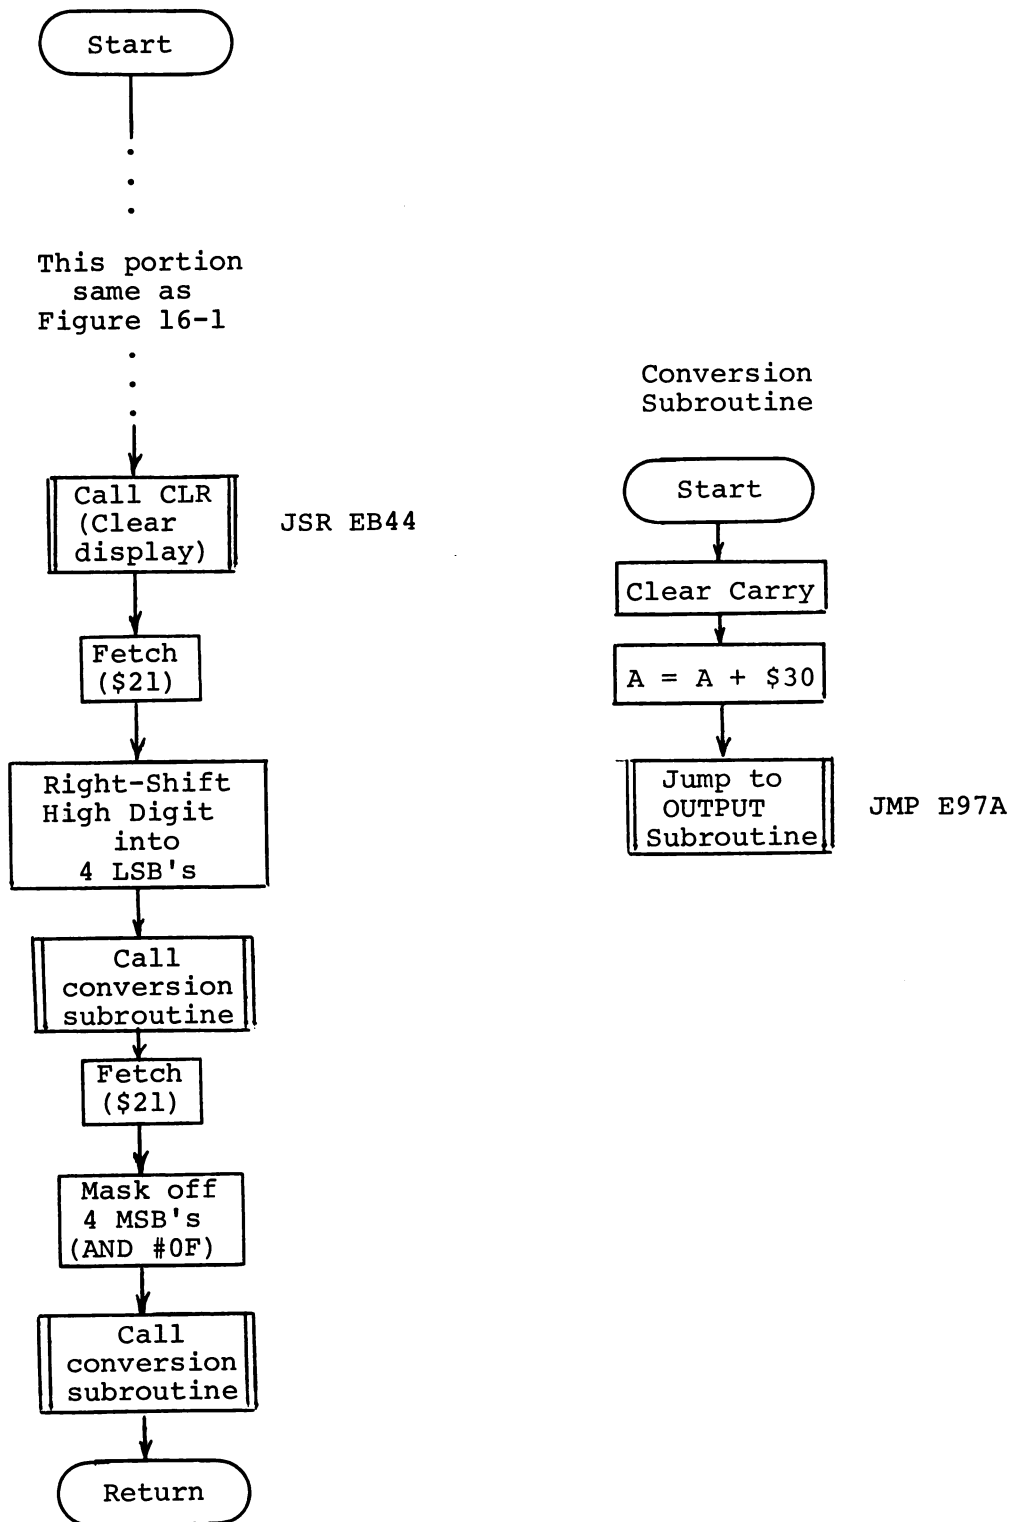 Start
This portion
same as
Figure 16-1
Call CLR
(Clear
display)
JSR EB44
Fetch
($21)
Right-Shift
High Digit
into
4 LSB's
Call
conversion
subroutine
Fetch
($21)
Mask off
4 MSB's
(AND #0F)
Call
conversion
subroutine
Return
Conversion
Subroutine
Start
Clear Carry
A = A + $30
Jump to
OUTPUT
Subroutine
JMP E97A